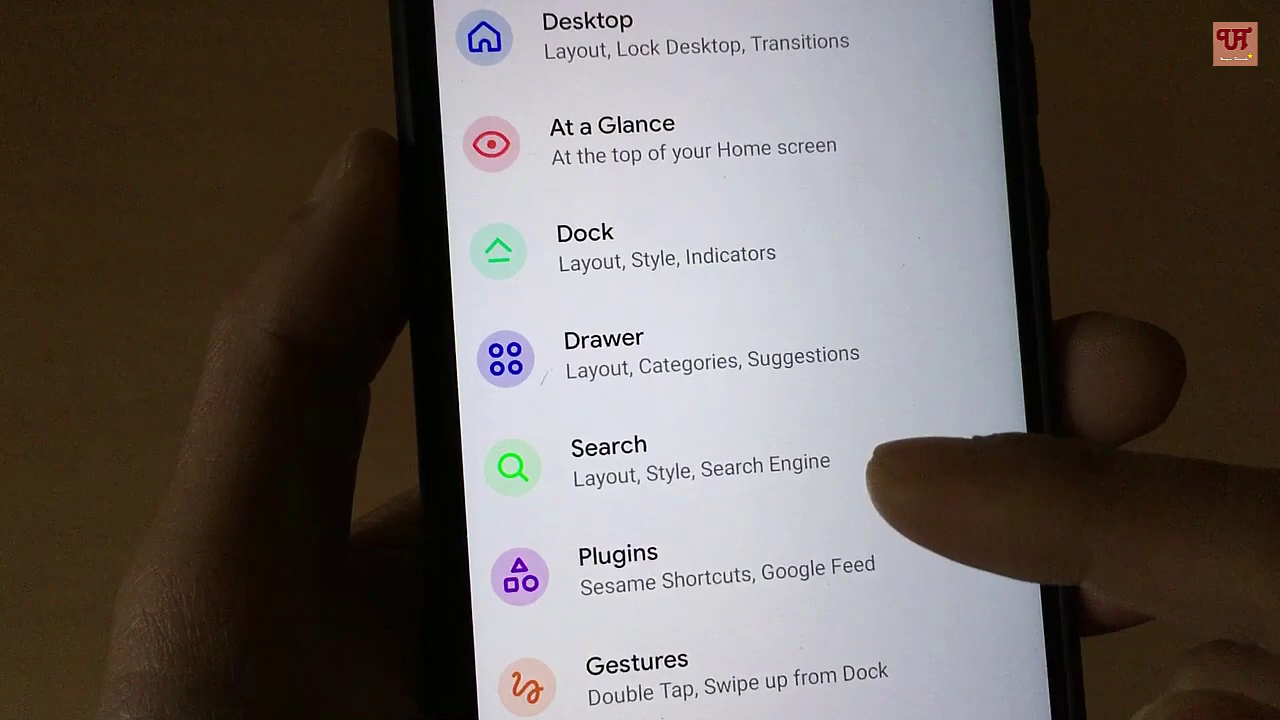 Desktop
Layout, Lock Desktop, Transitions
At a Glance
At the top of your Home screen
Dock
Layout, Style, Indicators
Drawer
Layout, Categories, Suggestions
Search
Layout, Style, Search Engine
Plugins
Sesame Shortcuts, Google Feed
Gestures
Double Tap, Swipe up from Dock